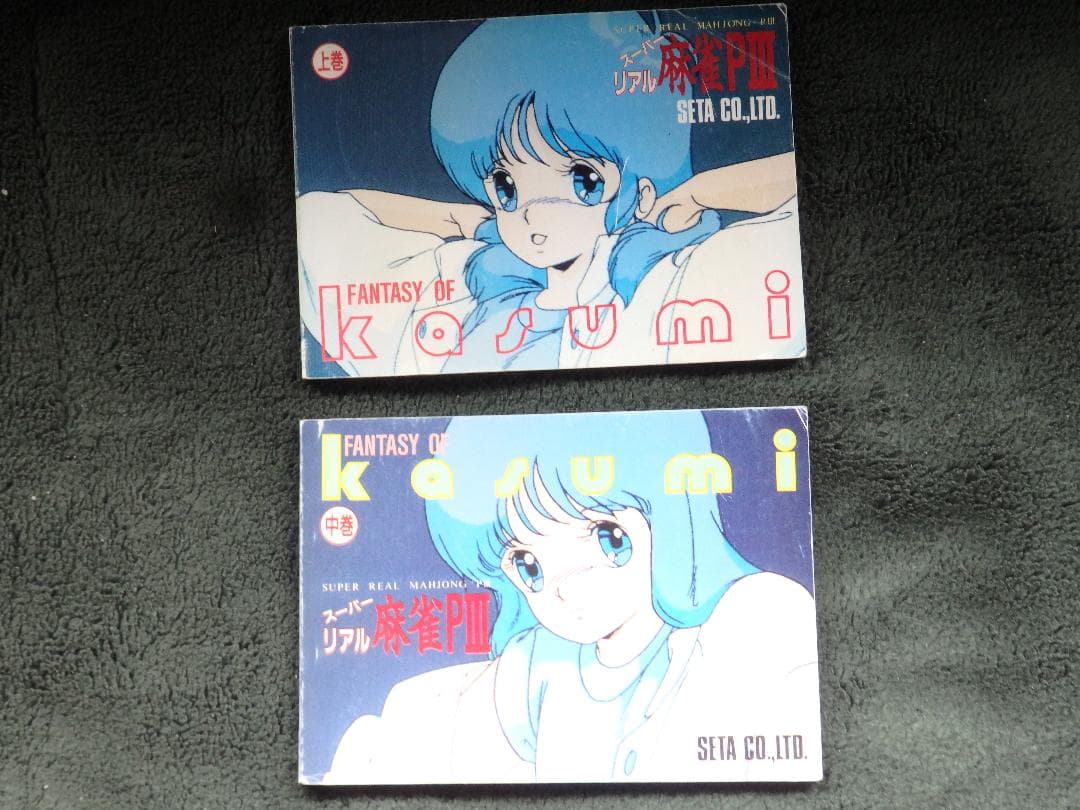 上巻
SUPER REAL MAHJONG PIII
スーパー
リアル麻雀PIII
SETA CO.,LTD.
FANTASY OF
kasumi
FANTASY OF
kasumi
中巻
SUPER REAL MAHJONG PIII
スーパー
リアル麻雀PIII
SETA CO.,LTD.